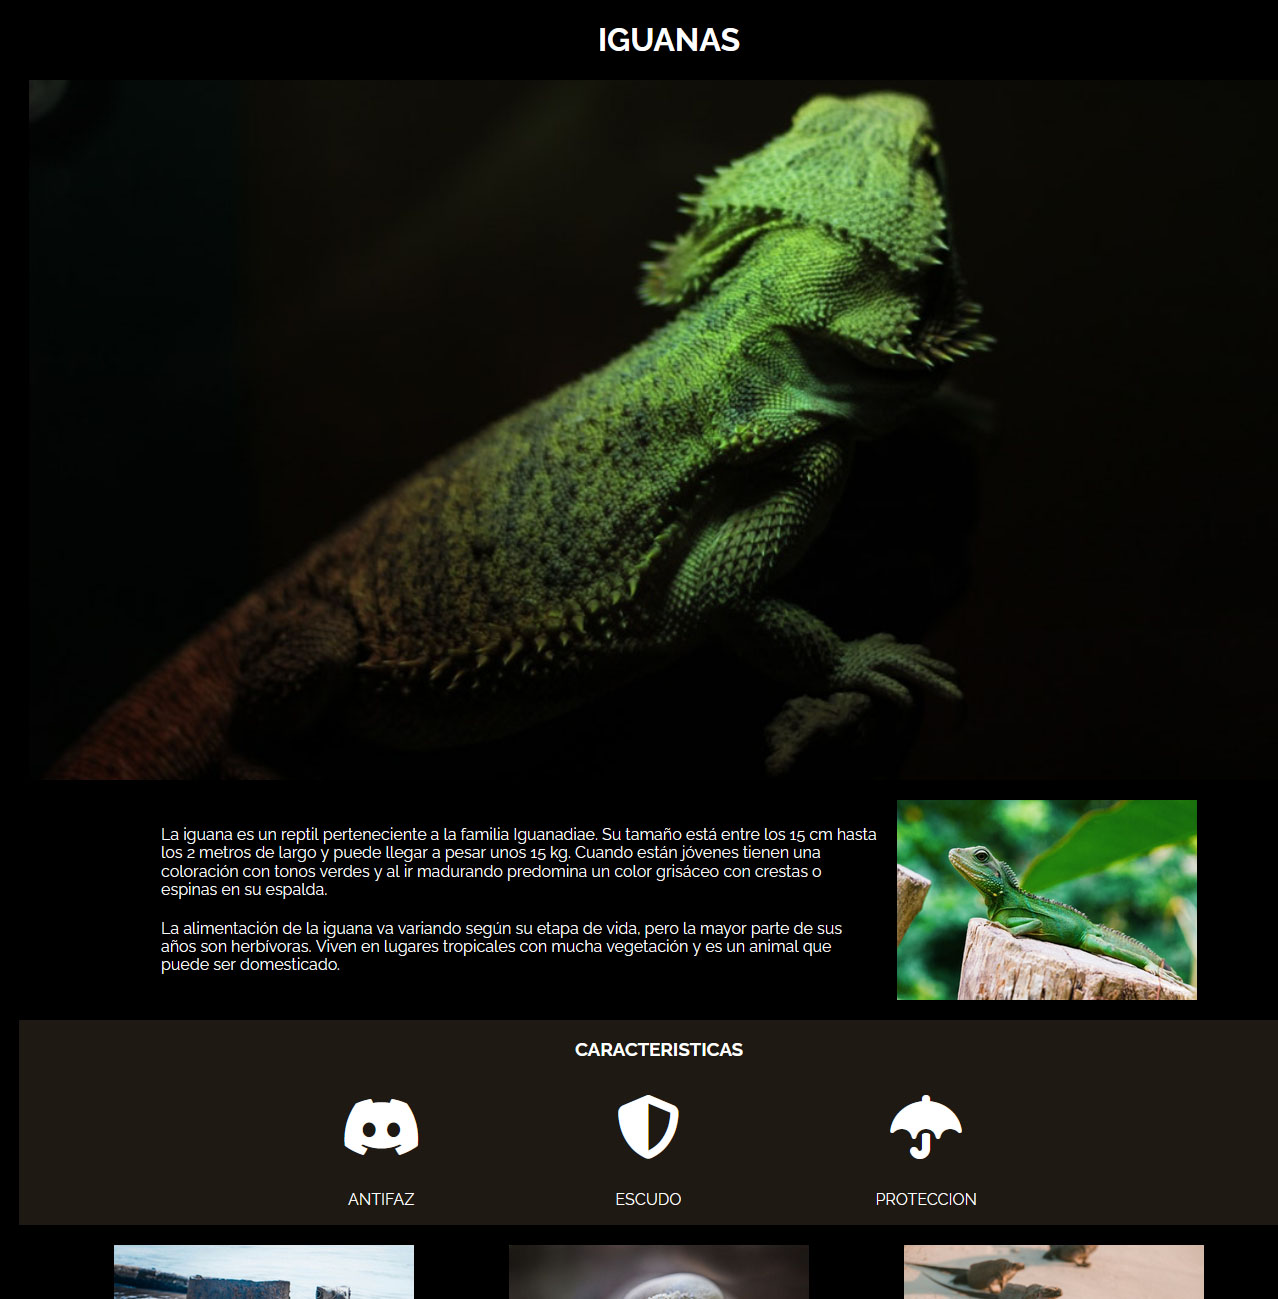 IGUANAS
La iguana es un reptil perteneciente a la familia Iguanadiae. Su tamaño está entre los 15 cm hasta
los 2 metros de largo y puede llegar a pesar unos 15 kg. Cuando están jóvenes tienen una
coloración con tonos verdes y al ir madurando predomina un color grisáceo con crestas o
espinas en su espalda.
La alimentación de la iguana va variando según su etapa de vida, pero la mayor parte de sus
años son herbívoras. Viven en lugares tropicales con mucha vegetación y es un animal que
puede ser domesticado.
CARACTERISTICAS
ANTIFAZ
ESCUDO
PROTECCION